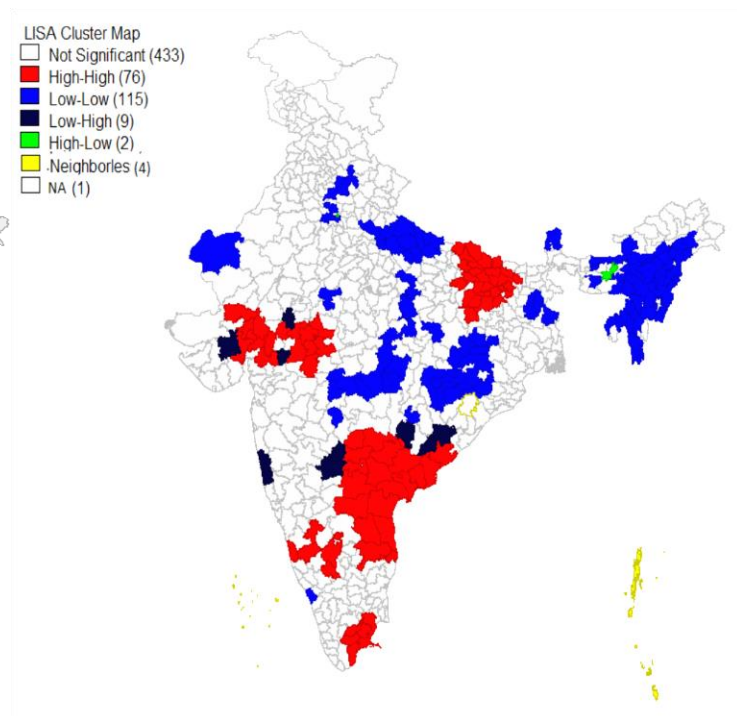 LISA Cluster Map
Not Significant (433)
High-High (76)
Low-Low (115)
Low-High (9)
High-Low (2)
Neighborles (4)
NA (1)